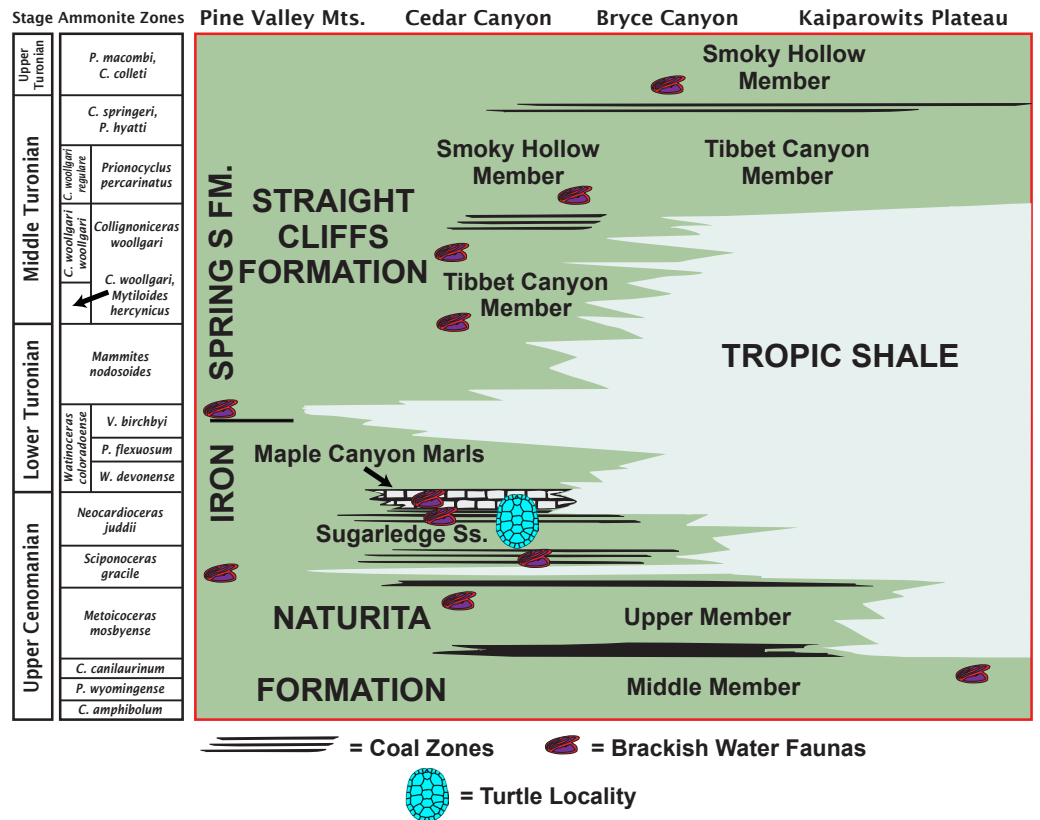 Stage Ammonite Zones
Pine Valley Mts.
Cedar Canyon
Bryce Canyon
Kaiparowits Plateau
Upper
Turonian
Middle Turonian
Lower Turonian
Upper Cenomanian
P. macombi,
C. colleti
C. springeri,
P. hyatti
C. woollgari
regulare
Prionocyclus
percarinatus
C. woollgari
woollgari
Collignoniceras
woollgari
C. woollgari,
Mytiloides
hercynicus
Mammites
nodosoides
Watinoceras
coloradoense
V. birchbyi
P. flexuosum
W. devonense
Neocardioceras
juddii
Sciponoceras
gracile
Metoicoceras
mosbyense
C. canilaurinum
P. wyomingense
C. amphibolum
IRON
SPRING S FM.
Smoky Hollow
Member
Smoky Hollow
Member
Tibbet Canyon
Member
STRAIGHT
CLIFFS
FORMATION
Tibbet Canyon
Member
TROPIC SHALE
Maple Canyon Marls
Sugarledge Ss.
NATURITA
Upper Member
FORMATION
Middle Member
= Coal Zones
= Brackish Water Faunas
= Turtle Locality